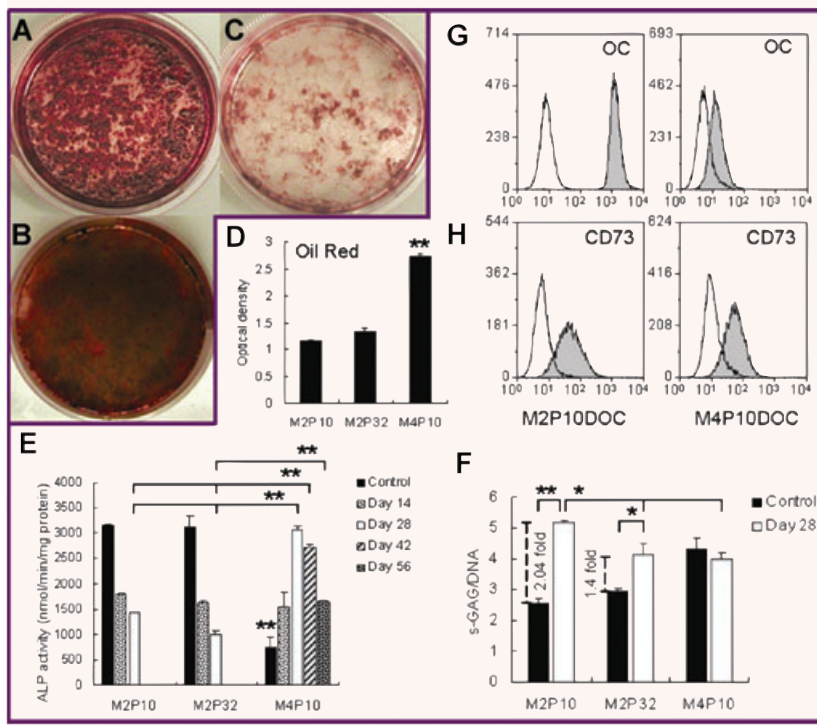 A
C
B
D
Oil Red
**
3
2.5
2
1.5
1
0.5
0
Optical density
M2P10 M2P32 M4P10
G
714
476
238
0
OC
10⁰ 10¹ 10² 10³ 10⁴
693
462
231
0
OC
10⁰ 10¹ 10² 10³ 10⁴
H
544
362
181
0
CD73
10⁰ 10¹ 10² 10³ 10⁴
624
416
208
0
CD73
10⁰ 10¹ 10² 10³ 10⁴
M2P10DOC M4P10DOC
E
**
**
**
**
4000
3500
3000
2500
2000
1500
1000
500
0
ALP activity (nmol/min/mg protein)
M2P10 M2P32 M4P10
Control
Day 14
Day 28
Day 42
Day 56
F
** *
*
6
5
4
3
2
1
0
s-GAG/DNA
2.04 fold
1.4 fold
M2P10 M2P32 M4P10
Control
Day 28